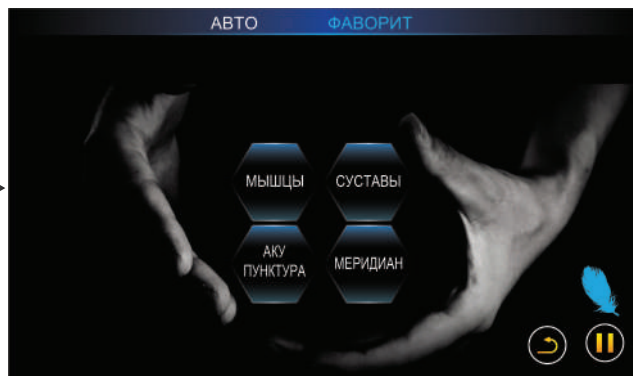 АВТО ФАВОРИТ
МЫШЦЫ СУСТАВЫ
АКУ
ПУНКТУРА
МЕРИДИАН